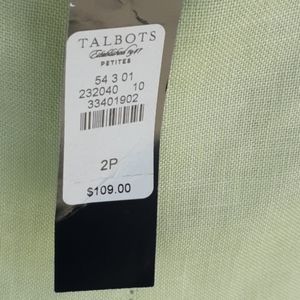 TALBOTS
Established 1947
PETITES
54 3 01
232040 10
33401902
2P
$109.00